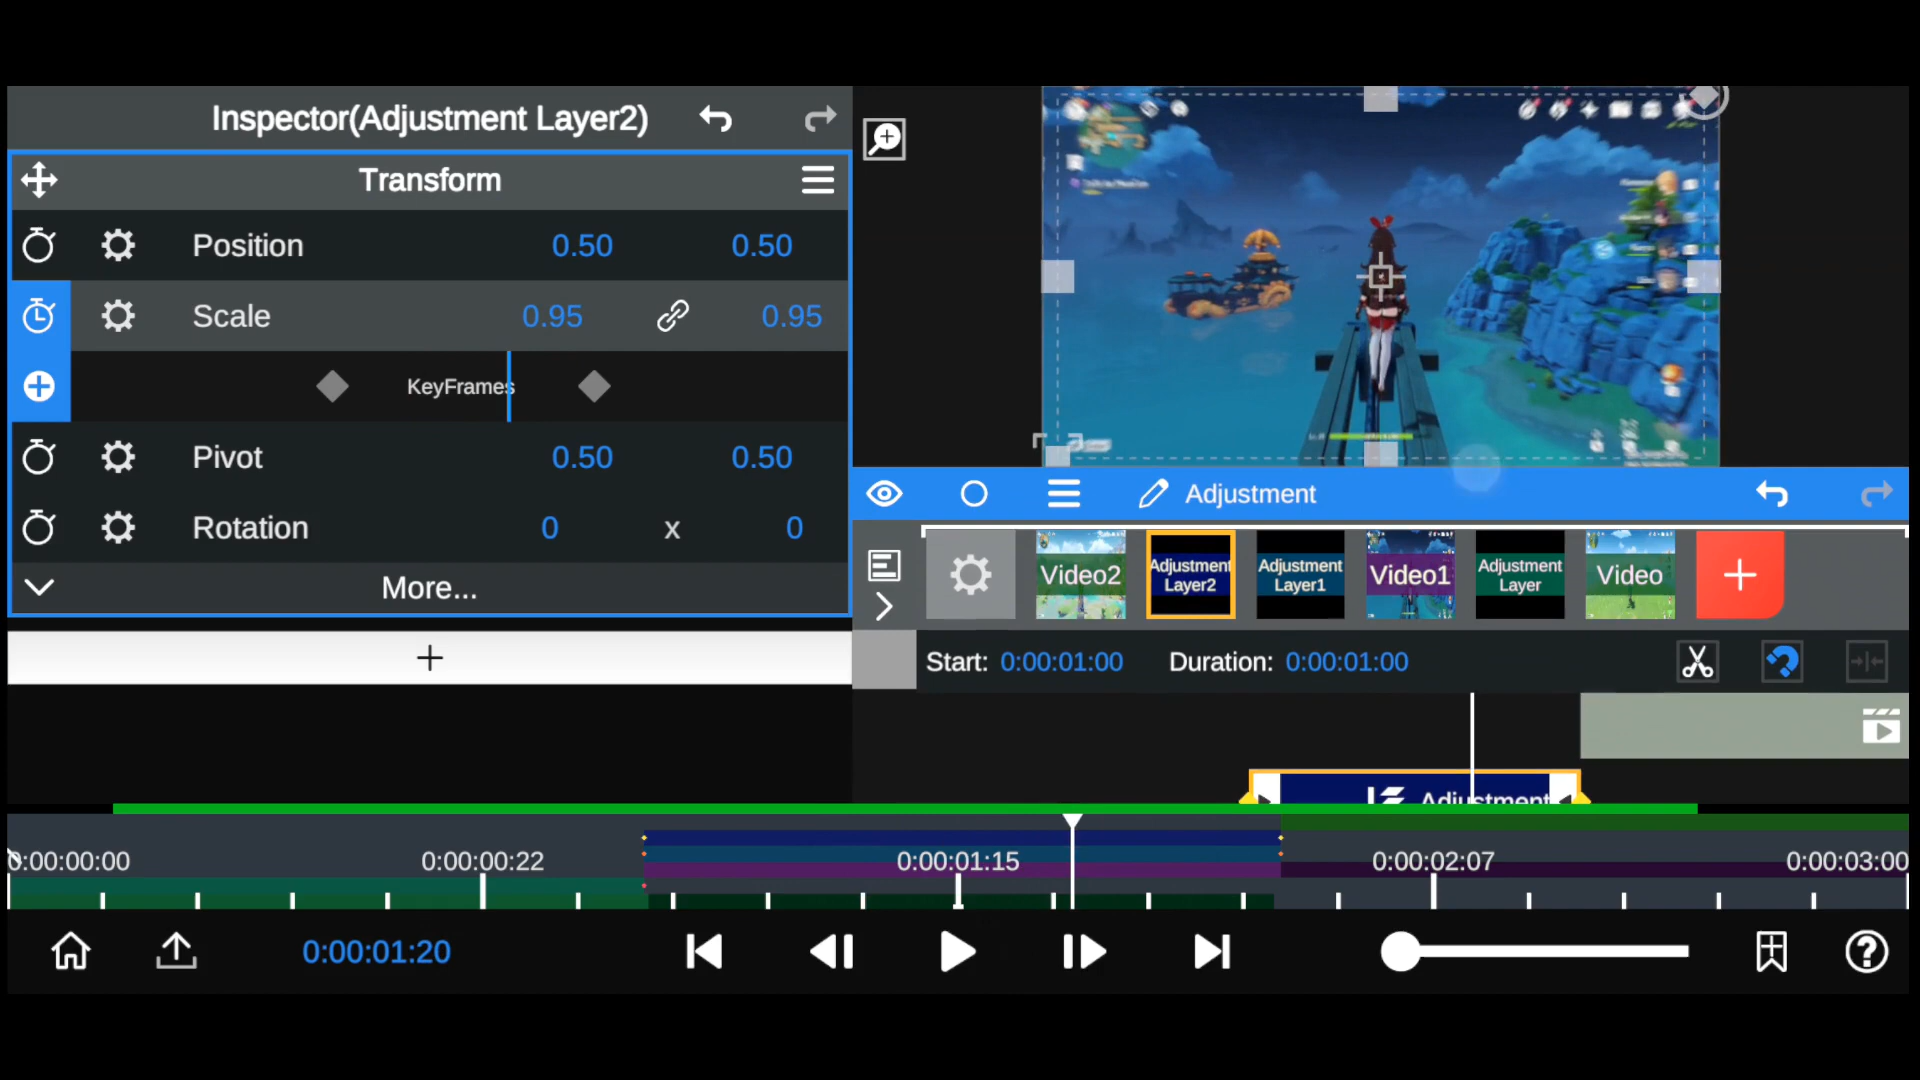 Inspector(Adjustment Layer2)
Transform
Position 0.50 0.50
Scale 0.95 0.95
KeyFrames
Pivot 0.50 0.50
Rotation 0 x 0
More...
Adjustment
Video2
Adjustment
Layer2
Adjustment
Layer1
Video1
Adjustment
Layer
Video
Start: 0:00:01:00 Duration: 0:00:01:00
Adjustment
0:00:00:00 0:00:00:22 0:00:01:15 0:00:02:07 0:00:03:00
0:00:01:20